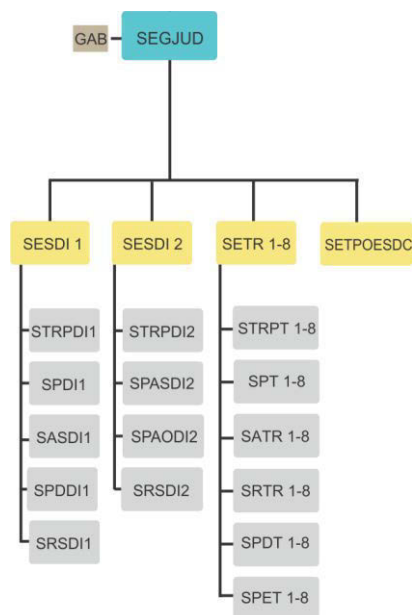 GAB
SEGJUD
SESDI 1
SESDI 2
SETR 1-8
SETPOESDC
STRPDI1
SPDI1
SASDI1
SPDDI1
SRSDI1
STRPDI2
SPASDI2
SPAODI2
SRSDI2
STRPT 1-8
SPT 1-8
SATR 1-8
SRTR 1-8
SPDT 1-8
SPET 1-8